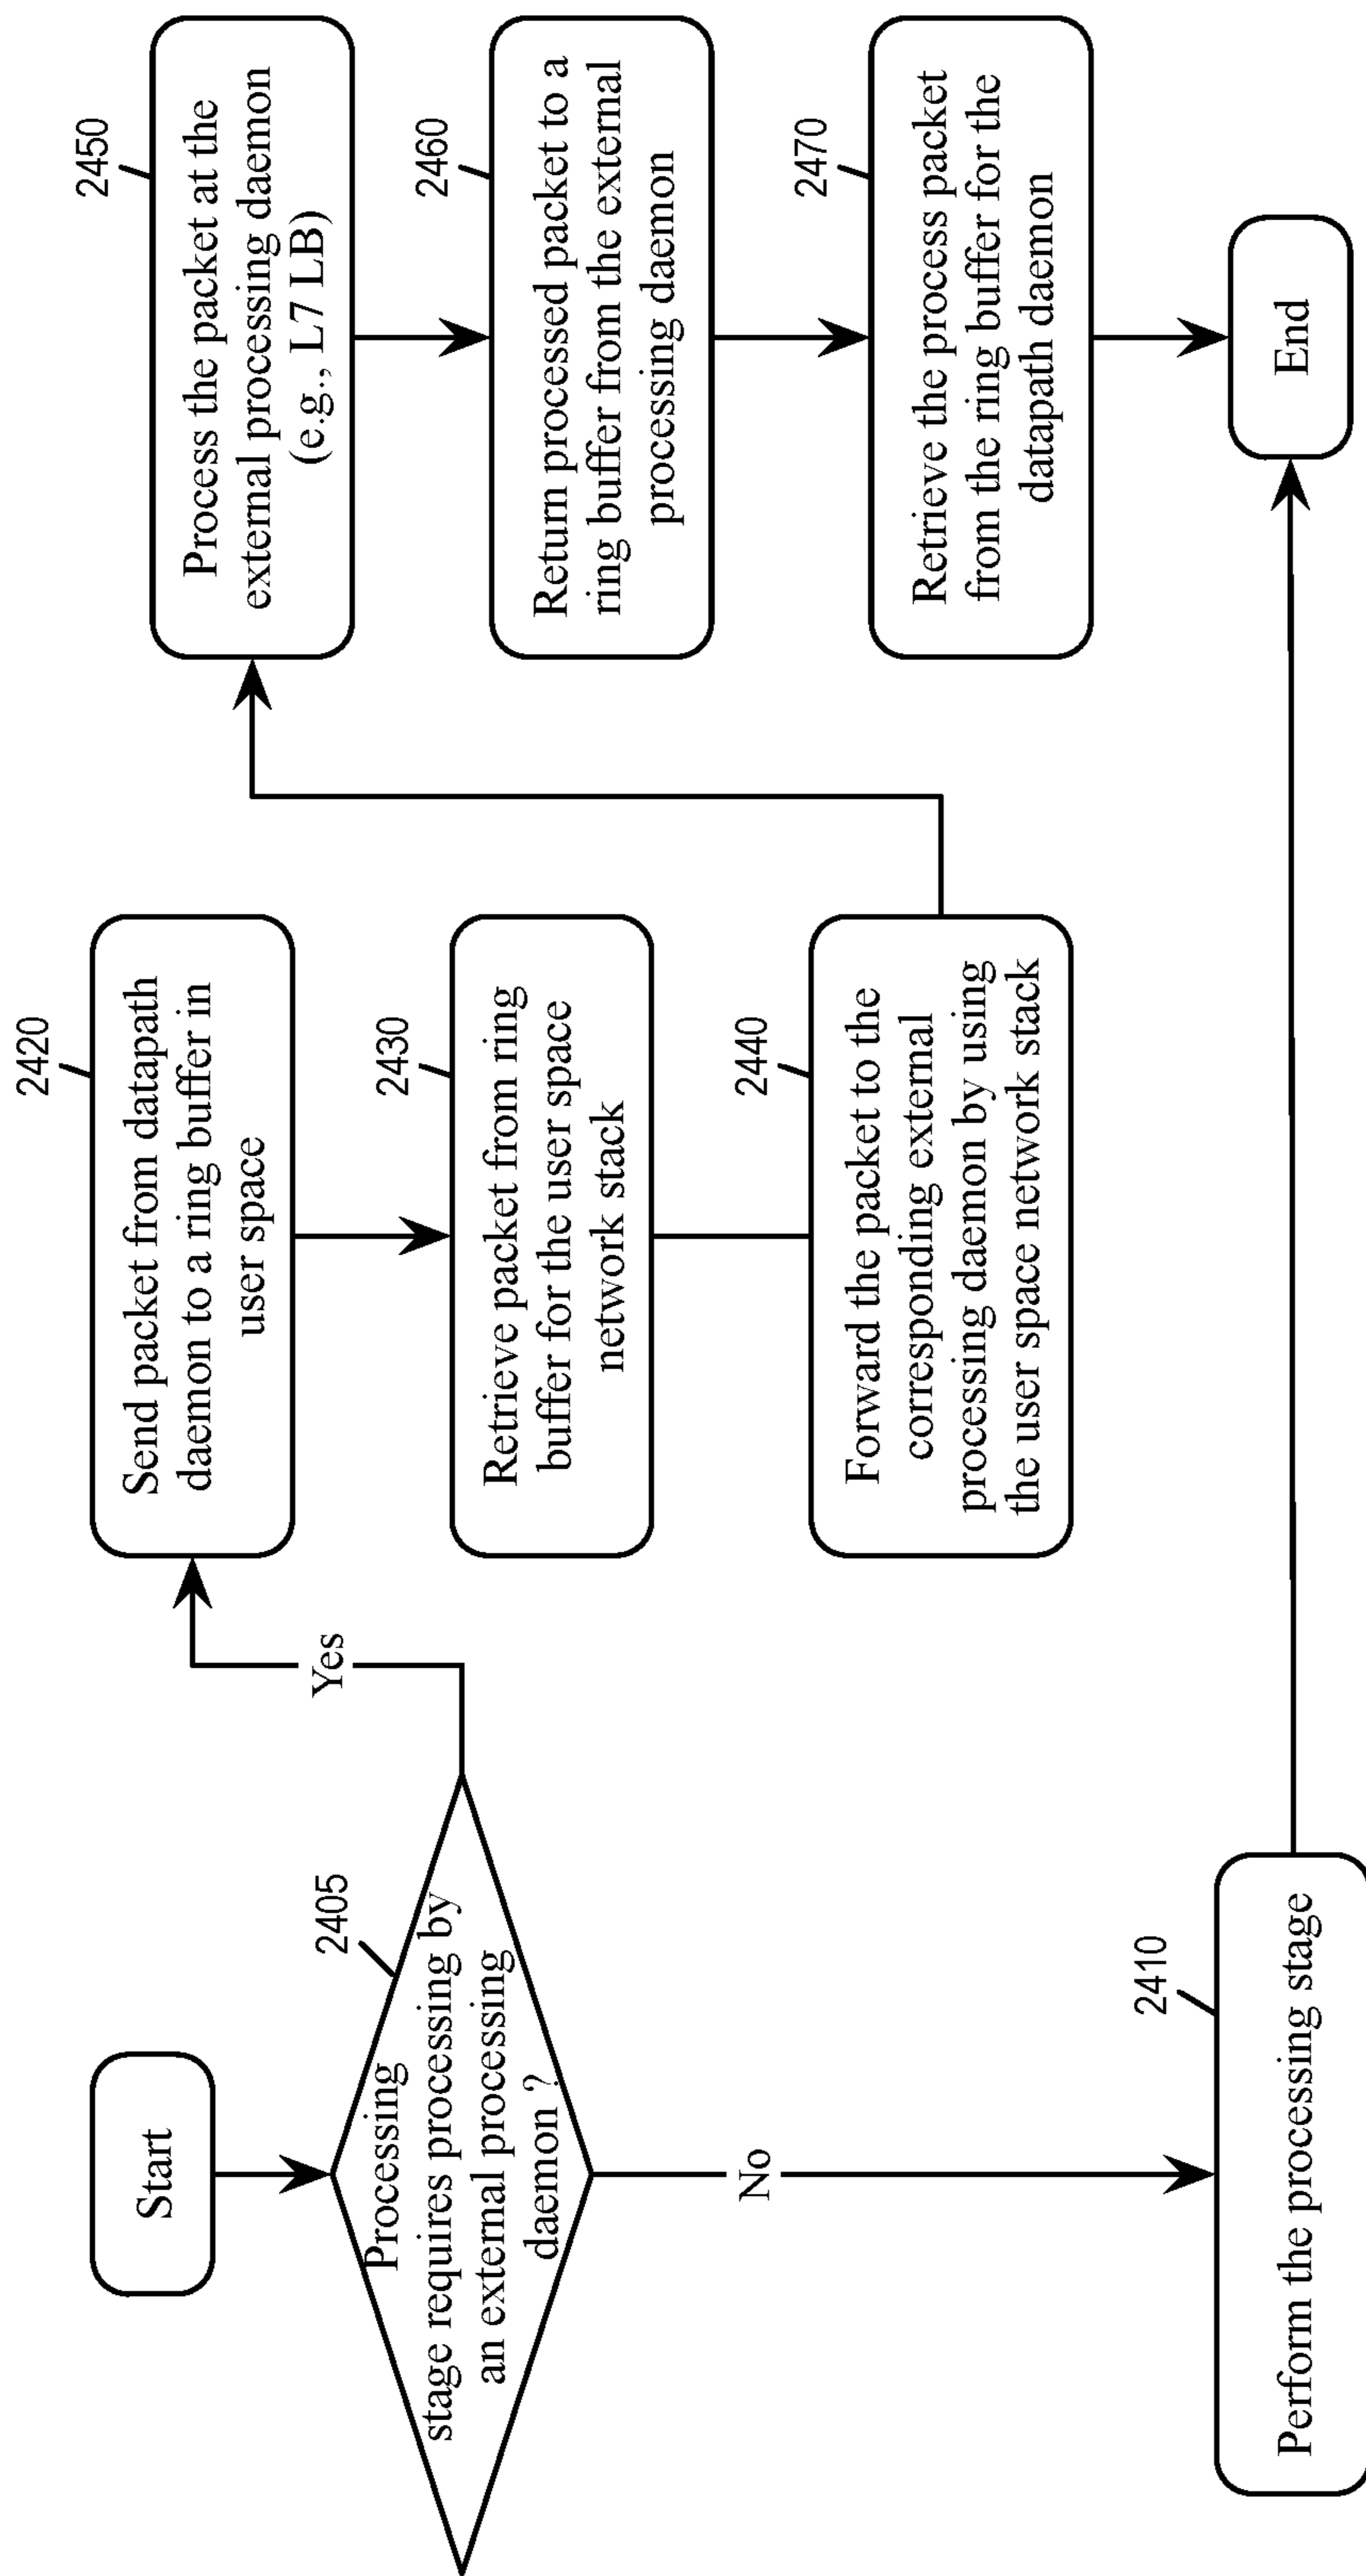 Start
2405
Processing
stage requires processing by
an external processing
daemon ?
Yes
No
2410
Perform the processing stage
2420
Send packet from datapath
daemon to a ring buffer in
user space
2430
Retrieve packet from ring
buffer for the user space
network stack
2440
Forward the packet to the
corresponding external
processing daemon by using
the user space network stack
2450
Process the packet at the
external processing daemon
(e.g., L7 LB)
2460
Return processed packet to a
ring buffer from the external
processing daemon
2470
Retrieve the process packet
from the ring buffer for the
datapath daemon
End